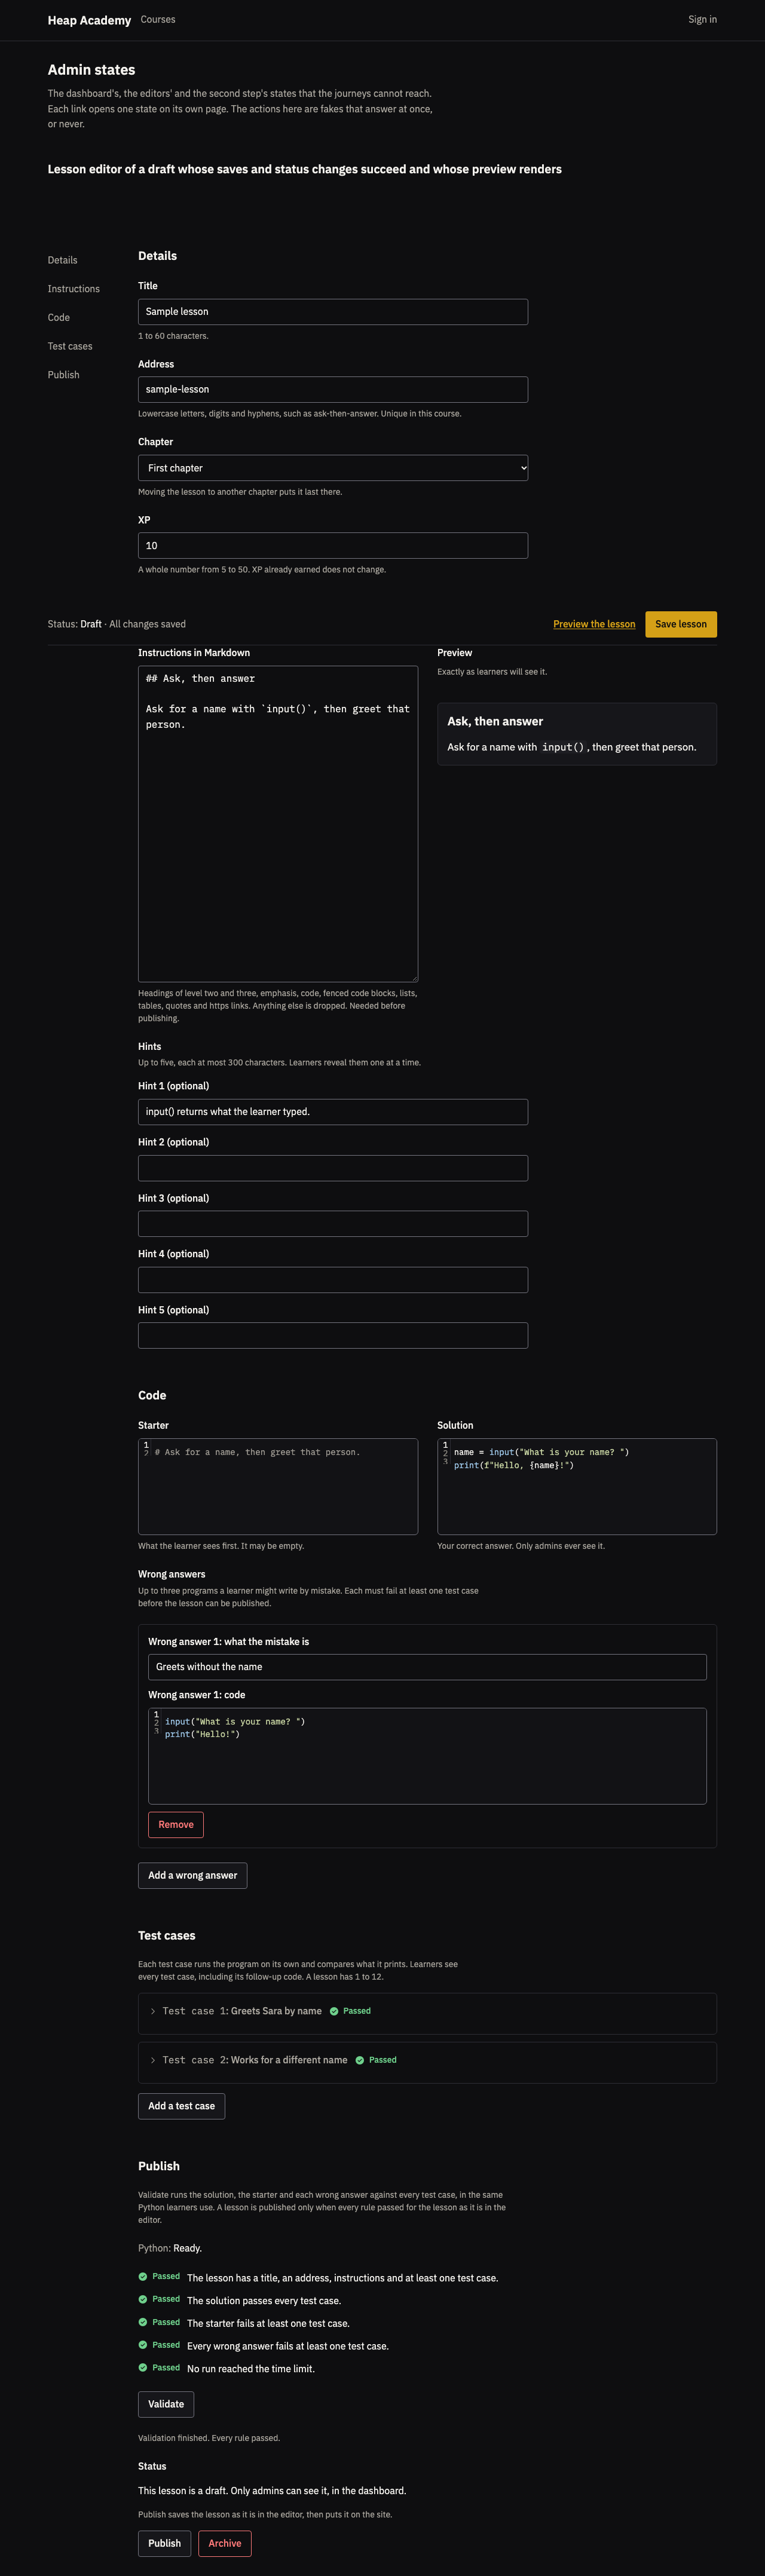 Heap Academy
Courses
Sign in
Admin states
The dashboard's, the editors' and the second step's states that the journeys cannot reach.
Each link opens one state on its own page. The actions here are fakes that answer at once,
or never.
Lesson editor of a draft whose saves and status changes succeed and whose preview renders
Details
Instructions
Code
Test cases
Publish
Details
Title
Sample lesson
1 to 60 characters.
Address
sample-lesson
Lowercase letters, digits and hyphens, such as ask-then-answer. Unique in this course.
Chapter
First chapter
Moving the lesson to another chapter puts it last there.
XP
10
A whole number from 5 to 50. XP already earned does not change.
Status: Draft · All changes saved
Preview the lesson
Save lesson
Instructions in Markdown
## Ask, then answer
Ask for a name with `input()`, then greet that
person.
Headings of level two and three, emphasis, code, fenced code blocks, lists,
tables, quotes and https links. Anything else is dropped. Needed before
publishing.
Preview
Exactly as learners will see it.
Ask, then answer
Ask for a name with input(), then greet that person.
Hints
Up to five, each at most 300 characters. Learners reveal them one at a time.
Hint 1 (optional)
input() returns what the learner typed.
Hint 2 (optional)
Hint 3 (optional)
Hint 4 (optional)
Hint 5 (optional)
Code
Starter
1
2
# Ask for a name, then greet that person.
What the learner sees first. It may be empty.
Solution
1
2
3
name = input("What is your name? ")
print(f"Hello, {name}!")
Your correct answer. Only admins ever see it.
Wrong answers
Up to three programs a learner might write by mistake. Each must fail at least one test case
before the lesson can be published.
Wrong answer 1: what the mistake is
Greets without the name
Wrong answer 1: code
1
2
3
input("What is your name? ")
print("Hello!")
Remove
Add a wrong answer
Test cases
Each test case runs the program on its own and compares what it prints. Learners see
every test case, including its follow-up code. A lesson has 1 to 12.
Test case 1: Greets Sara by name Passed
Test case 2: Works for a different name Passed
Add a test case
Publish
Validate runs the solution, the starter and each wrong answer against every test case, in the same
Python learners use. A lesson is published only when every rule passed for the lesson as it is in the
editor.
Python: Ready.
Passed The lesson has a title, an address, instructions and at least one test case.
Passed The solution passes every test case.
Passed The starter fails at least one test case.
Passed Every wrong answer fails at least one test case.
Passed No run reached the time limit.
Validate
Validation finished. Every rule passed.
Status
This lesson is a draft. Only admins can see it, in the dashboard.
Publish saves the lesson as it is in the editor, then puts it on the site.
Publish
Archive